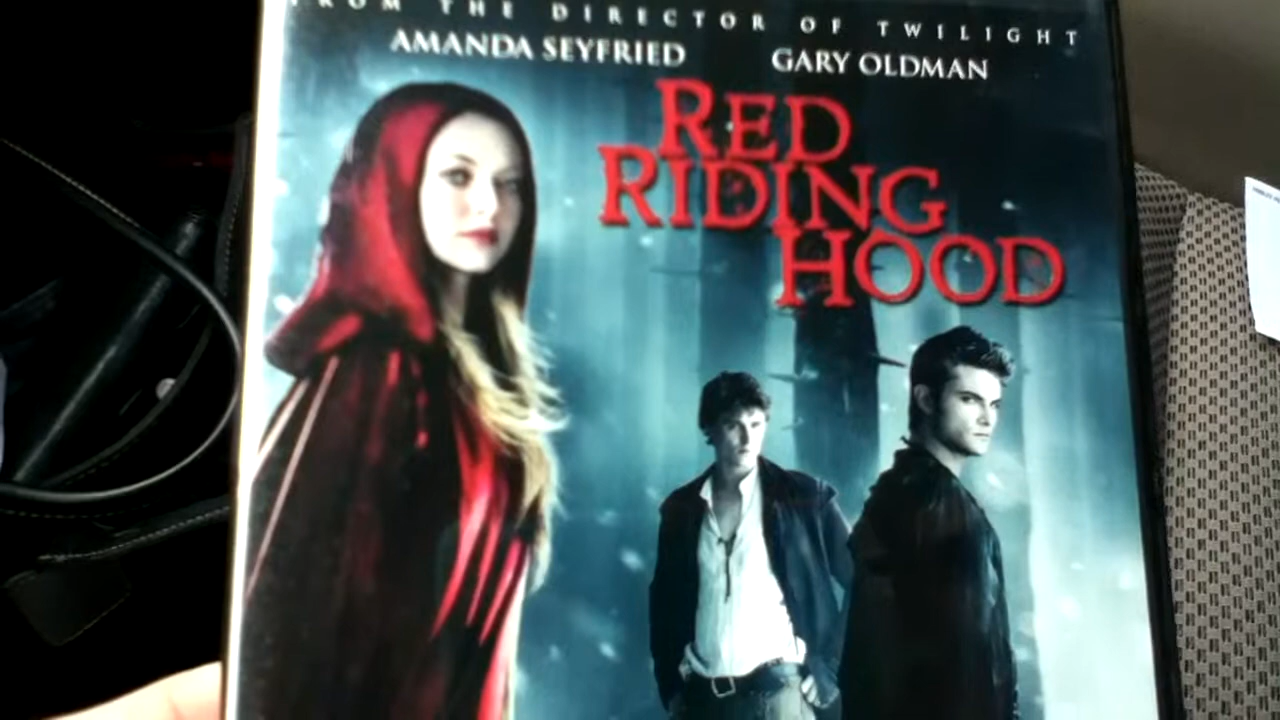 FROM THE DIRECTOR OF TWILIGHT
AMANDA SEYFRIED GARY OLDMAN
RED
RIDING
HOOD